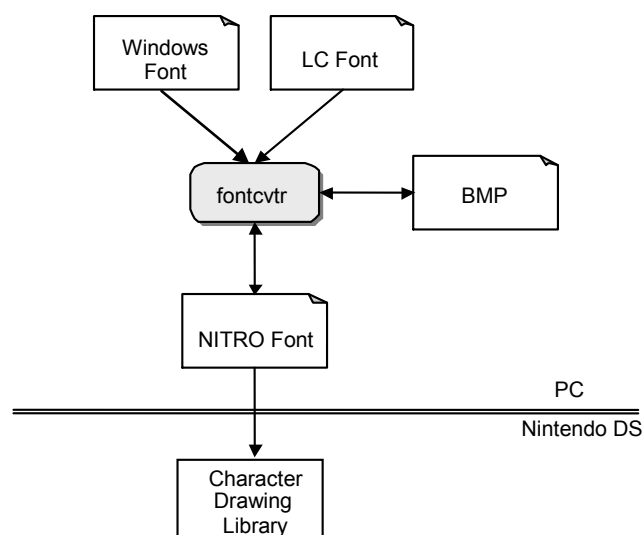 Windows
Font
LC Font
fontcvtr
BMP
NITRO Font
PC
Nintendo DS
Character
Drawing
Library